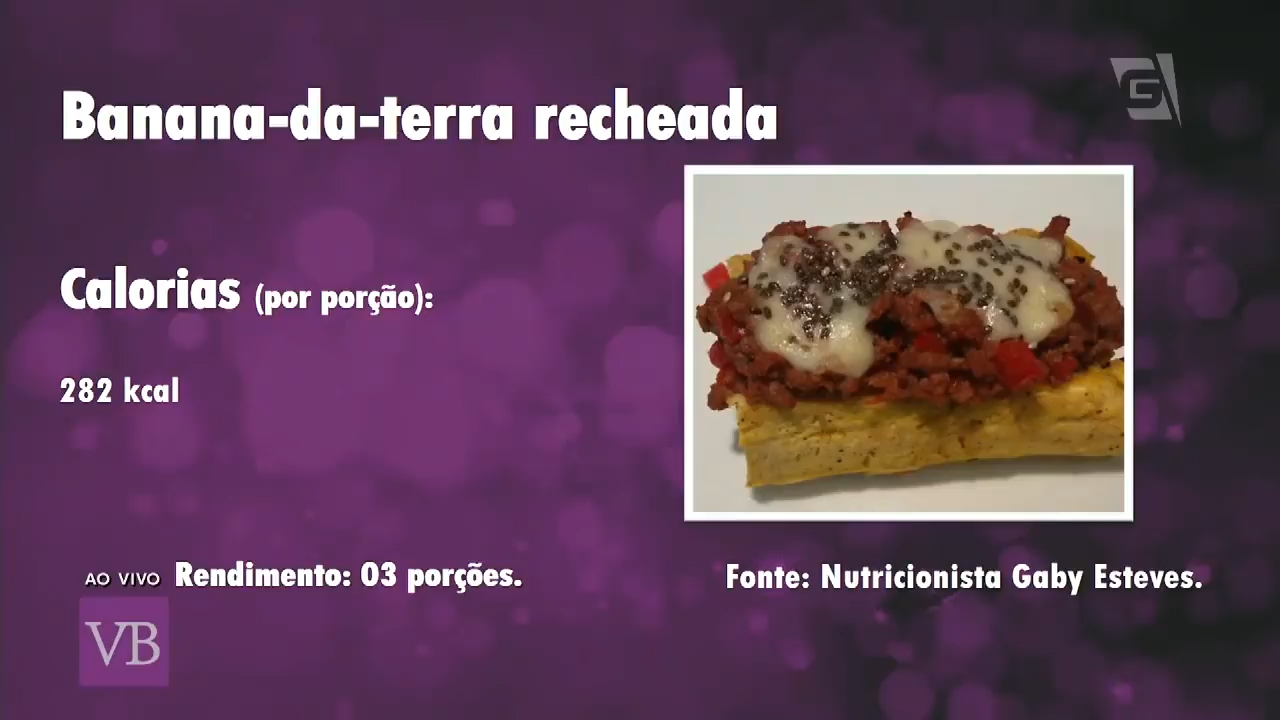 Banana-da-terra recheada
G
Calorias (por porção):
282 kcal
AO VIVO Rendimento: 03 porções.
Fonte: Nutricionista Gaby Esteves.
VB